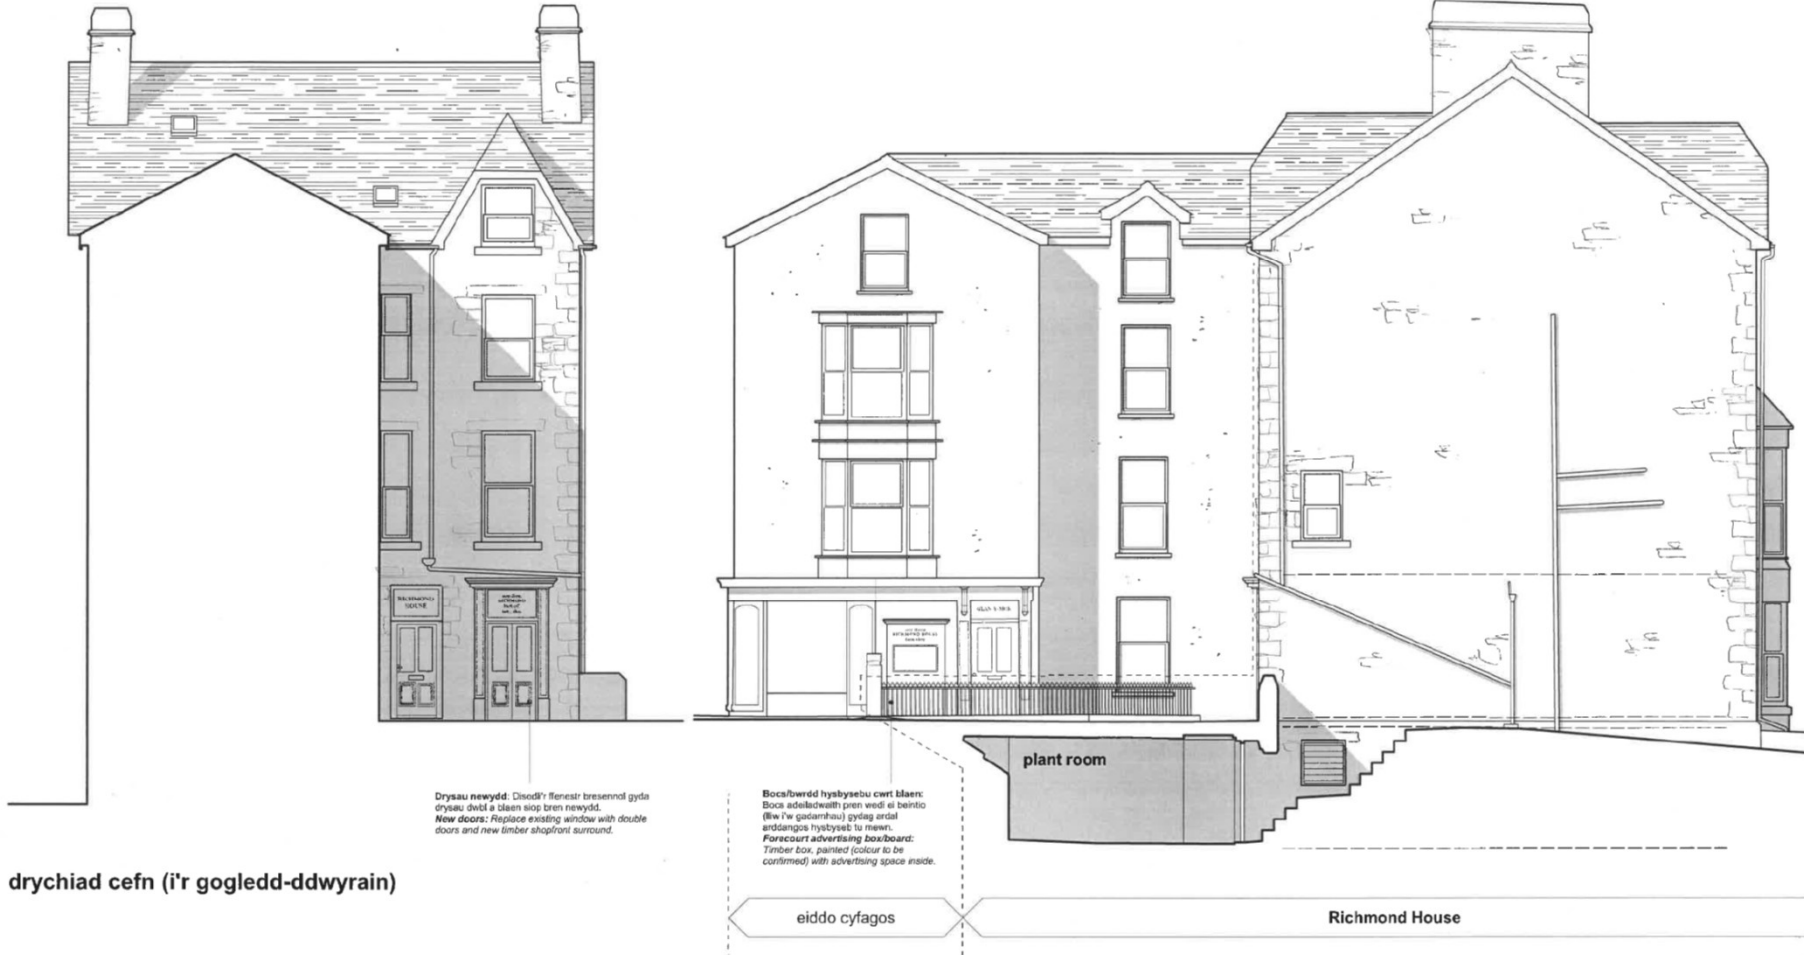 RICHMOND
HOUSE
plant room
Drysau newydd: Disodli'r ffenestr bresennol gyda
drysau dwbl a blaen siop bren newydd.
New doors: Replace existing window with double
doors and new timber shopfront surround.
Bocs/bwrdd hysbysebu cwrt blaen:
Bocs adeiladwaith pren wedi ei beintio
(lliw i'w gadarnhau) gydag ardal
arddangos hysbyseb tu mewn.
Forecourt advertising box/board:
Timber box, painted (colour to be
confirmed) with advertising space inside.
drychiad cefn (i'r gogledd-ddwyrain)
eiddo cyfagos
Richmond House